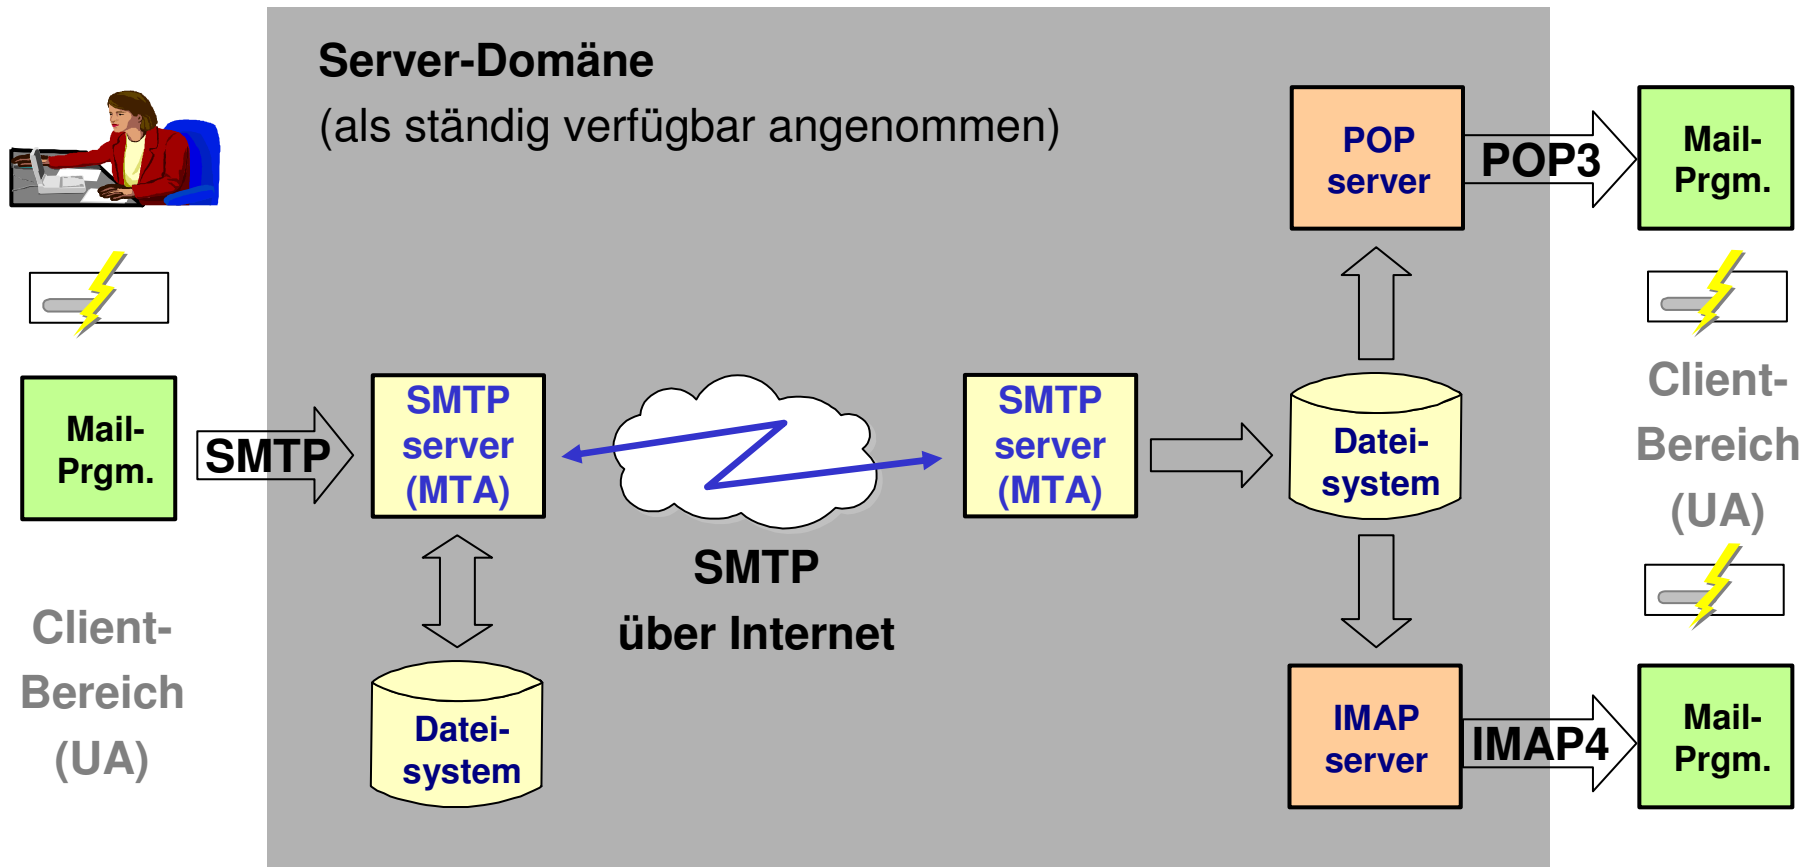 Server-Domäne
(als ständig verfügbar angenommen)
POP
server
POP3
Mail-
Prgm.
Mail-
Prgm.
SMTP
SMTP
server
(MTA)
SMTP
über Internet
SMTP
server
(MTA)
Datei-
system
Client-
Bereich
(UA)
Client-
Bereich
(UA)
Datei-
system
IMAP
server
IMAP4
Mail-
Prgm.